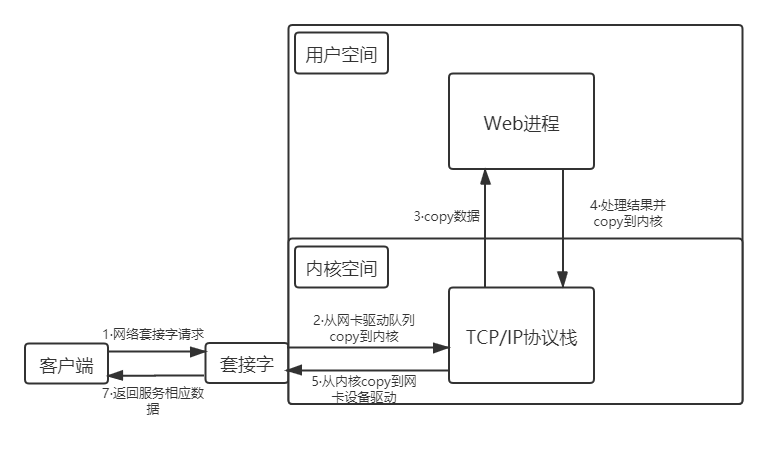 用户空间
Web进程
3·copy数据
4·处理结果并
copy到内核
内核空间
2·从网卡驱动队列
copy到内核
TCP/IP协议栈
1·网络套接字请求
客户端
套接字
5·从内核copy到网
卡设备驱动
7·返回服务相应数
据